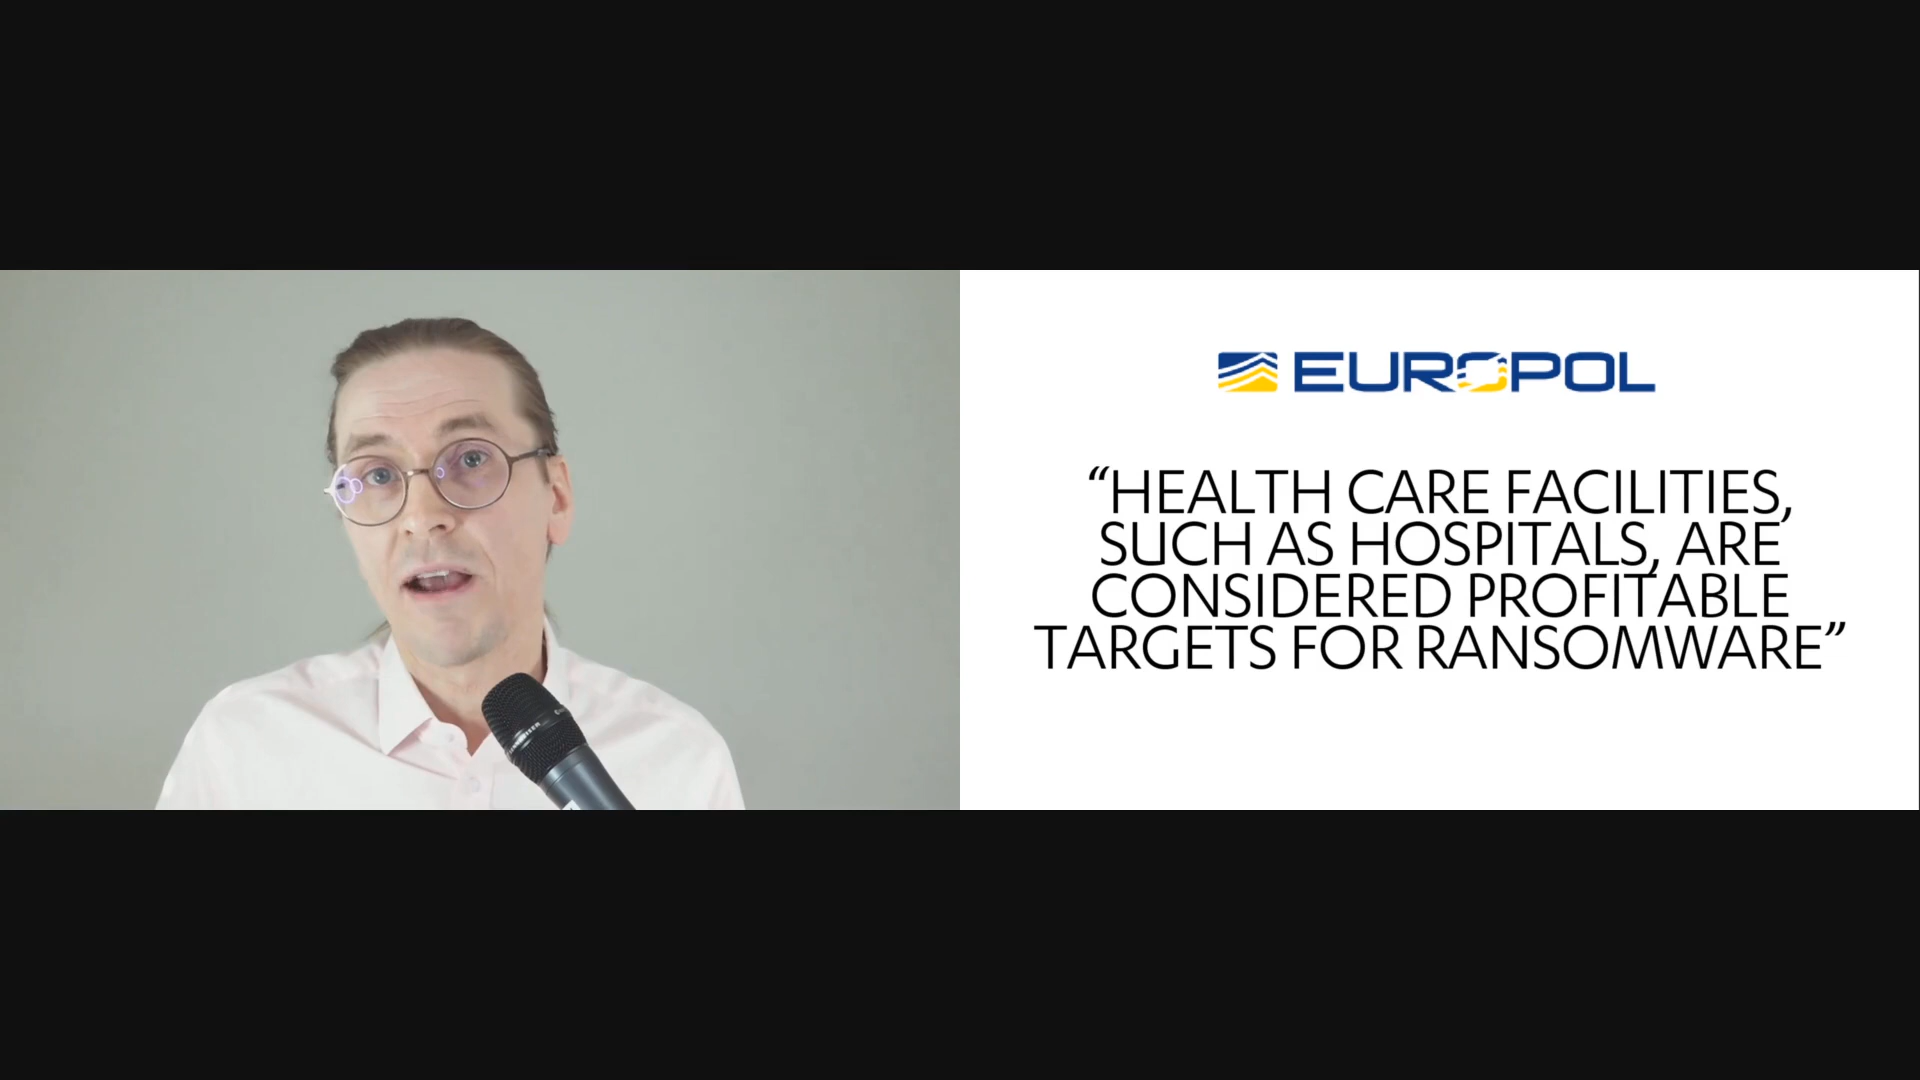 EUROPOL
“HEALTH CARE FACILITIES,
SUCH AS HOSPITALS, ARE
CONSIDERED PROFITABLE
TARGETS FOR RANSOMWARE”